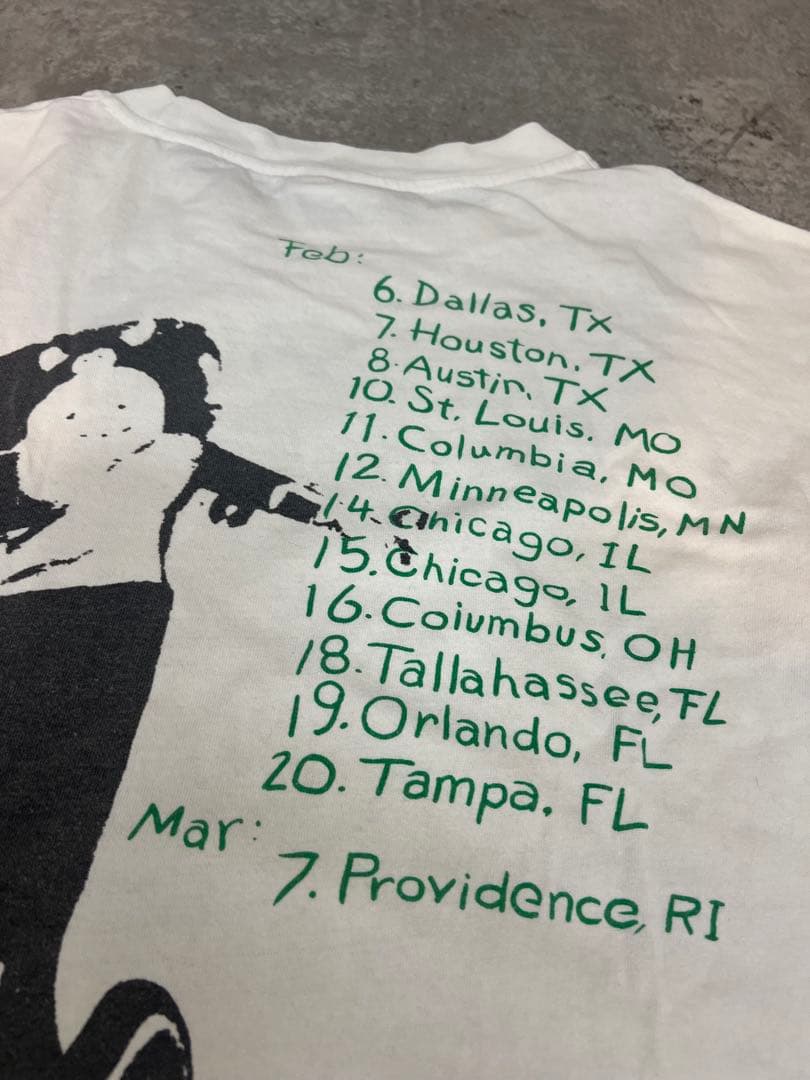 Feb:
6. Dallas, TX
7. Houston, TX
8. Austin, TX
10. St. Louis, MO
11. Columbia, MO
12. Minneapolis, MN
14. Chicago, IL
15. Chicago, IL
16. Coiumbus, OH
18. Tallahassee, FL
19. Orlando, FL
20. Tampa, FL
Mar:
7. Providence, RI